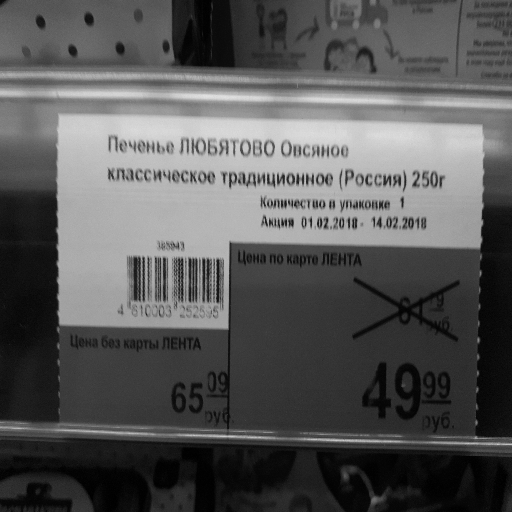 Печенье ЛЮБЯТОВО Овсяное
классическое традиционное (Россия) 250г
Количество в упаковке 1
Акция 01.02.2018 - 14.02.2018
385943
4 610003 252595
Цена по карте ЛЕНТА
49 99
руб.
Цена без карты ЛЕНТА
65 09
руб.